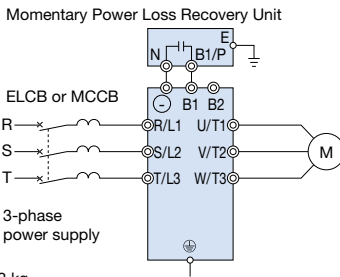 Momentary Power Loss Recovery Unit
E
N B1/P
ELCB or MCCB
⊖ B1 B2
R R/L1 U/T1
S S/L2 V/T2 M
T T/L3 W/T3
3-phase
power supply